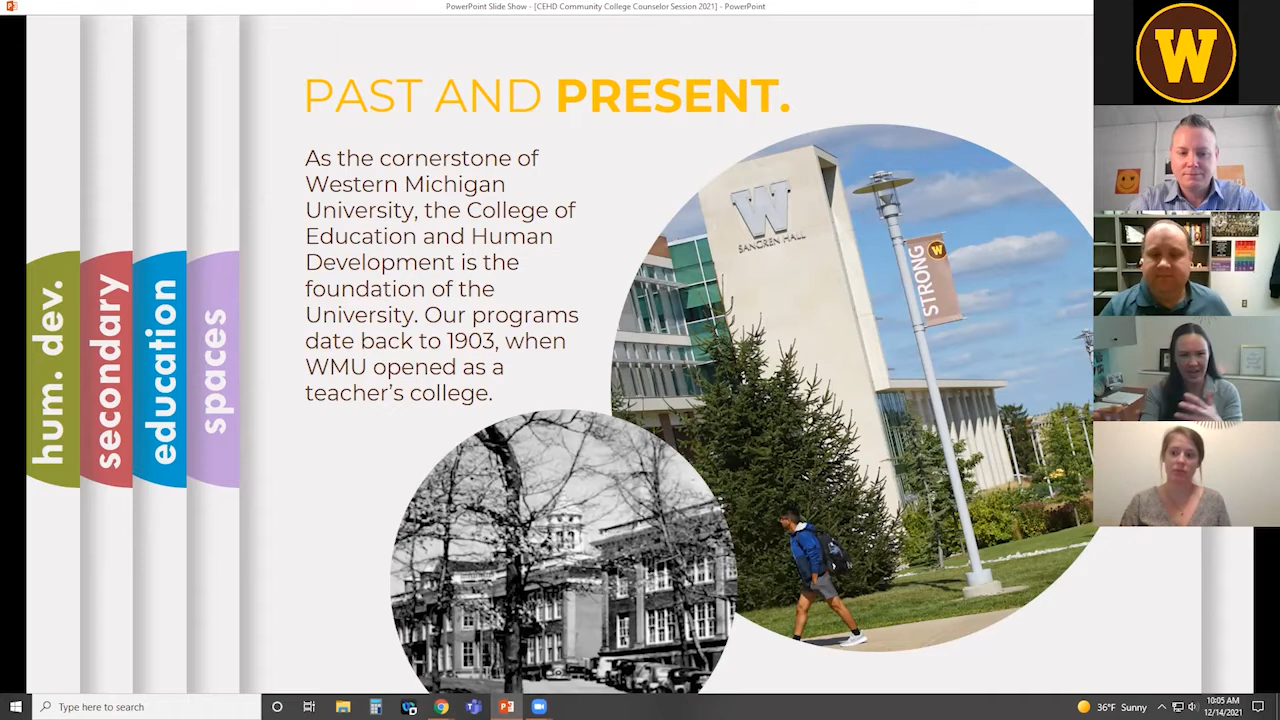 PowerPoint Slide Show - [CEHD Community College Counselor Session 2021] - PowerPoint
PAST AND PRESENT.
As the cornerstone of
Western Michigan
University, the College of
Education and Human
Development is the
foundation of the
University. Our programs
date back to 1903, when
WMU opened as a
teacher's college.
hum. dev.
secondary
education
spaces
W
SANGREN HALL
W
STRONG
W
Type here to search
36°F Sunny
10:05 AM
12/14/2021